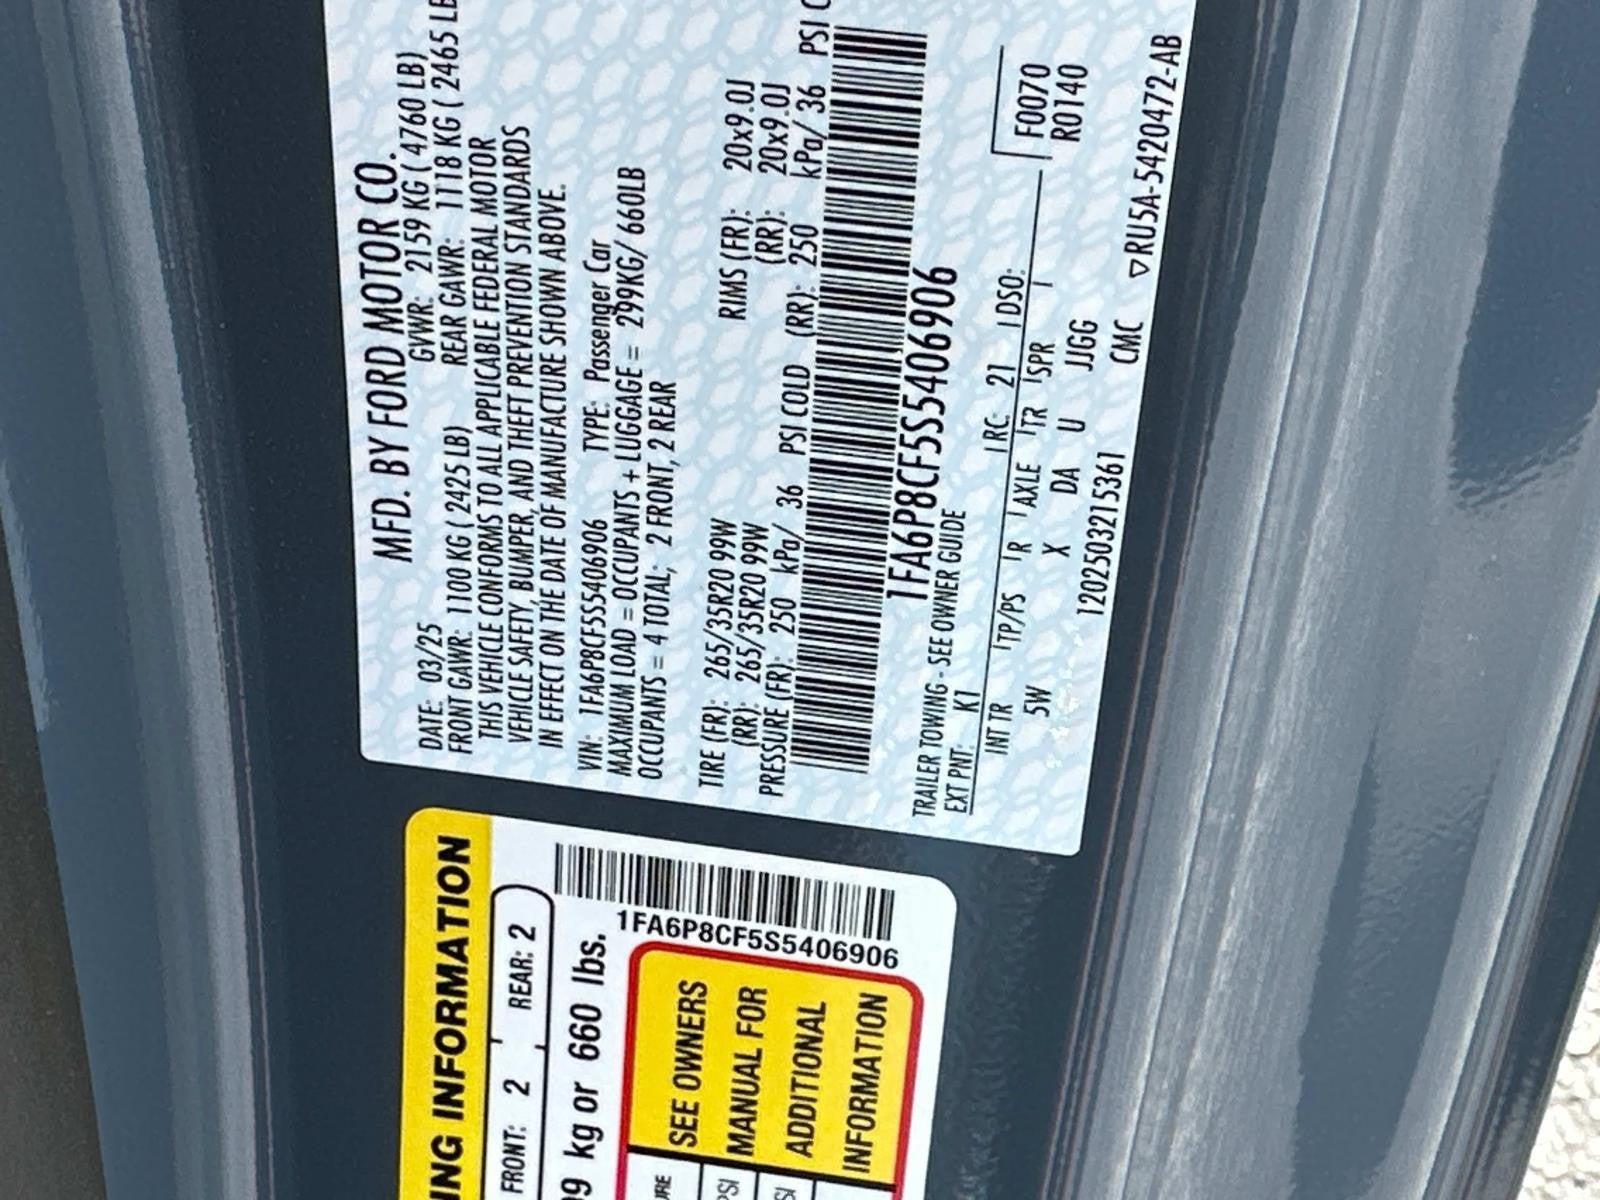 MFD. BY FORD MOTOR CO.
DATE: 03/25 GVWR: 2159 KG ( 4760 LB)
FRONT GAWR: 1100 KG ( 2425 LB) REAR GAWR: 1118 KG ( 2465 LB
THIS VEHICLE CONFORMS TO ALL APPLICABLE FEDERAL MOTOR
VEHICLE SAFETY, BUMPER, AND THEFT PREVENTION STANDARDS
IN EFFECT ON THE DATE OF MANUFACTURE SHOWN ABOVE.
VIN: 1FA6P8CF5S5406906 TYPE: Passenger Car
MAXIMUM LOAD = OCCUPANTS + LUGGAGE = 299KG/ 660LB
OCCUPANTS = 4 TOTAL; 2 FRONT, 2 REAR
TIRE (FR): 265/35R20 99W RIMS (FR): 20x9.0J
(RR): 265/35R20 99W (RR): 20x9.0J
PRESSURE (FR): 250 kPa/ 36 PSI COLD (RR): 250 kPa/ 36 PSI C
1FA6P8CF5S5406906
TRAILER TOWING - SEE OWNER GUIDE
EXT PNT: K1 RC: 21 DSO: F0070
INT TR TP/PS R AXLE TR SPR R0140
5W X DA U JJGG
1202503215361 CMC ▽RU5A-5420472-AB
ING INFORMATION
FRONT: 2 REAR: 2
99 kg or 660 lbs.
1FA6P8CF5S5406906
SEE OWNERS
MANUAL FOR
ADDITIONAL
INFORMATION